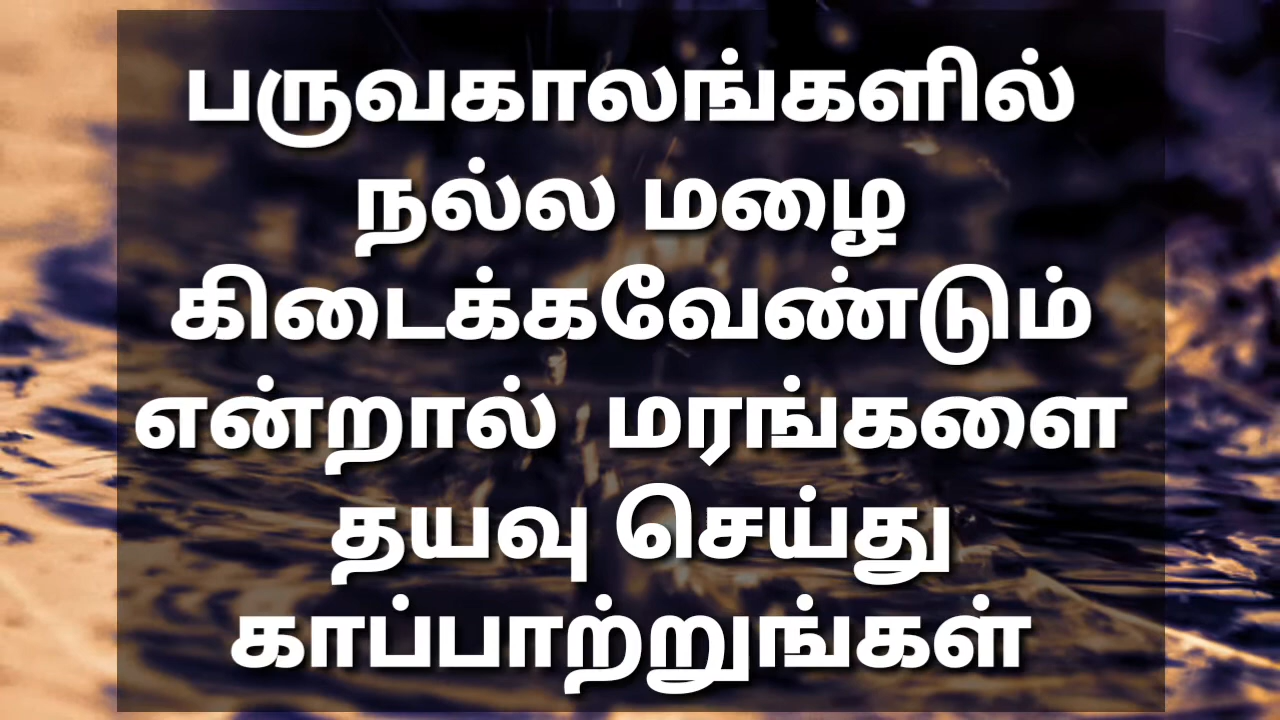 பருவகாலங்களில்
நல்ல மழை
கிடைக்கவேண்டும்
என்றால் மரங்களை
தயவு செய்து
காப்பாற்றுங்கள்